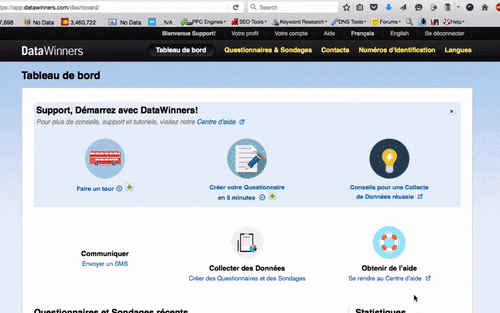 https://app.datawinners.com/dashboard/
Search
7,698 No Data 3,460,722 No Data PPC Engines SEO Tools Keyword Research DNS Tools Forums Help
Bienvenue Support! Votre profil Votre compte Aide Français English Se déconnecter
DataWinners Tableau de bord Questionnaires & Sondages Contacts Numéros d'Identification Langues
Tableau de bord
Support, Démarrez avec DataWinners!
Pour plus de conseils, support et tutoriels, visitez notre Centre d'aide
Faire un tour
Créer votre Questionnaire
en 5 minutes
Conseils pour une Collecte
de Données réussie
Communiquer
Envoyer un SMS
Collecter des Données
Créer des Questionnaires et des Sondages
Obtenir de l'aide
Se rendre au Centre d'aide
Questionnaires et Sondages récents
Statistiques